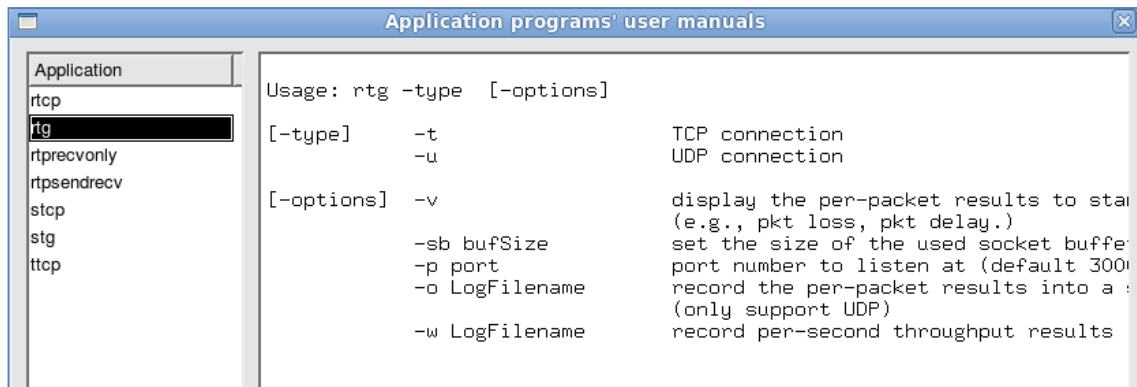 Application programs' user manuals
Application
rtcp
rtg
rtprecvonly
rtpsendrecv
stcp
stg
ttcp
Usage: rtg -type [-options]
[-type] -t TCP connection
-u UDP connection
[-options] -v display the per-packet results to
(e.g., pkt loss, pkt delay.)
-sb bufSize set the size of the used socket
-p port port number to listen at (default
-o LogFilename record the per-packet results into a
(only support UDP)
-w LogFilename record per-second throughput results